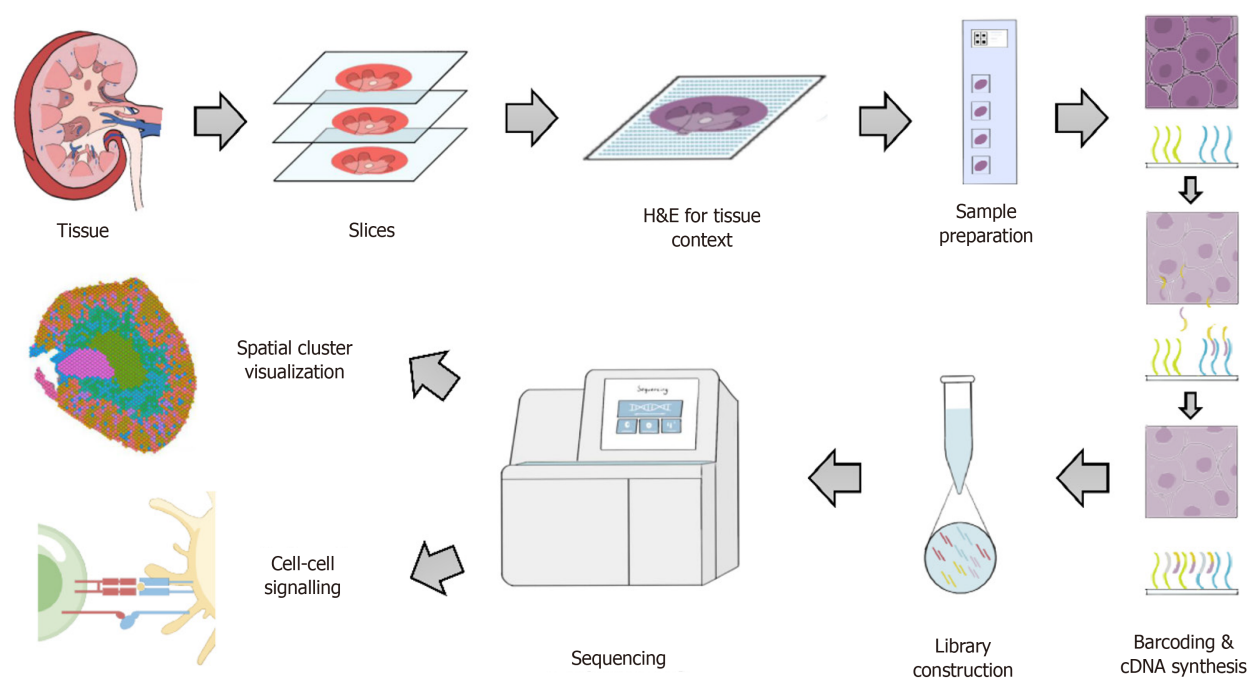 Tissue
Slices
H&E for tissue
context
Sample
preparation
Barcoding &
cDNA synthesis
Library
construction
Sequencing
Sequencing
Spatial cluster
visualization
Cell-cell
signalling